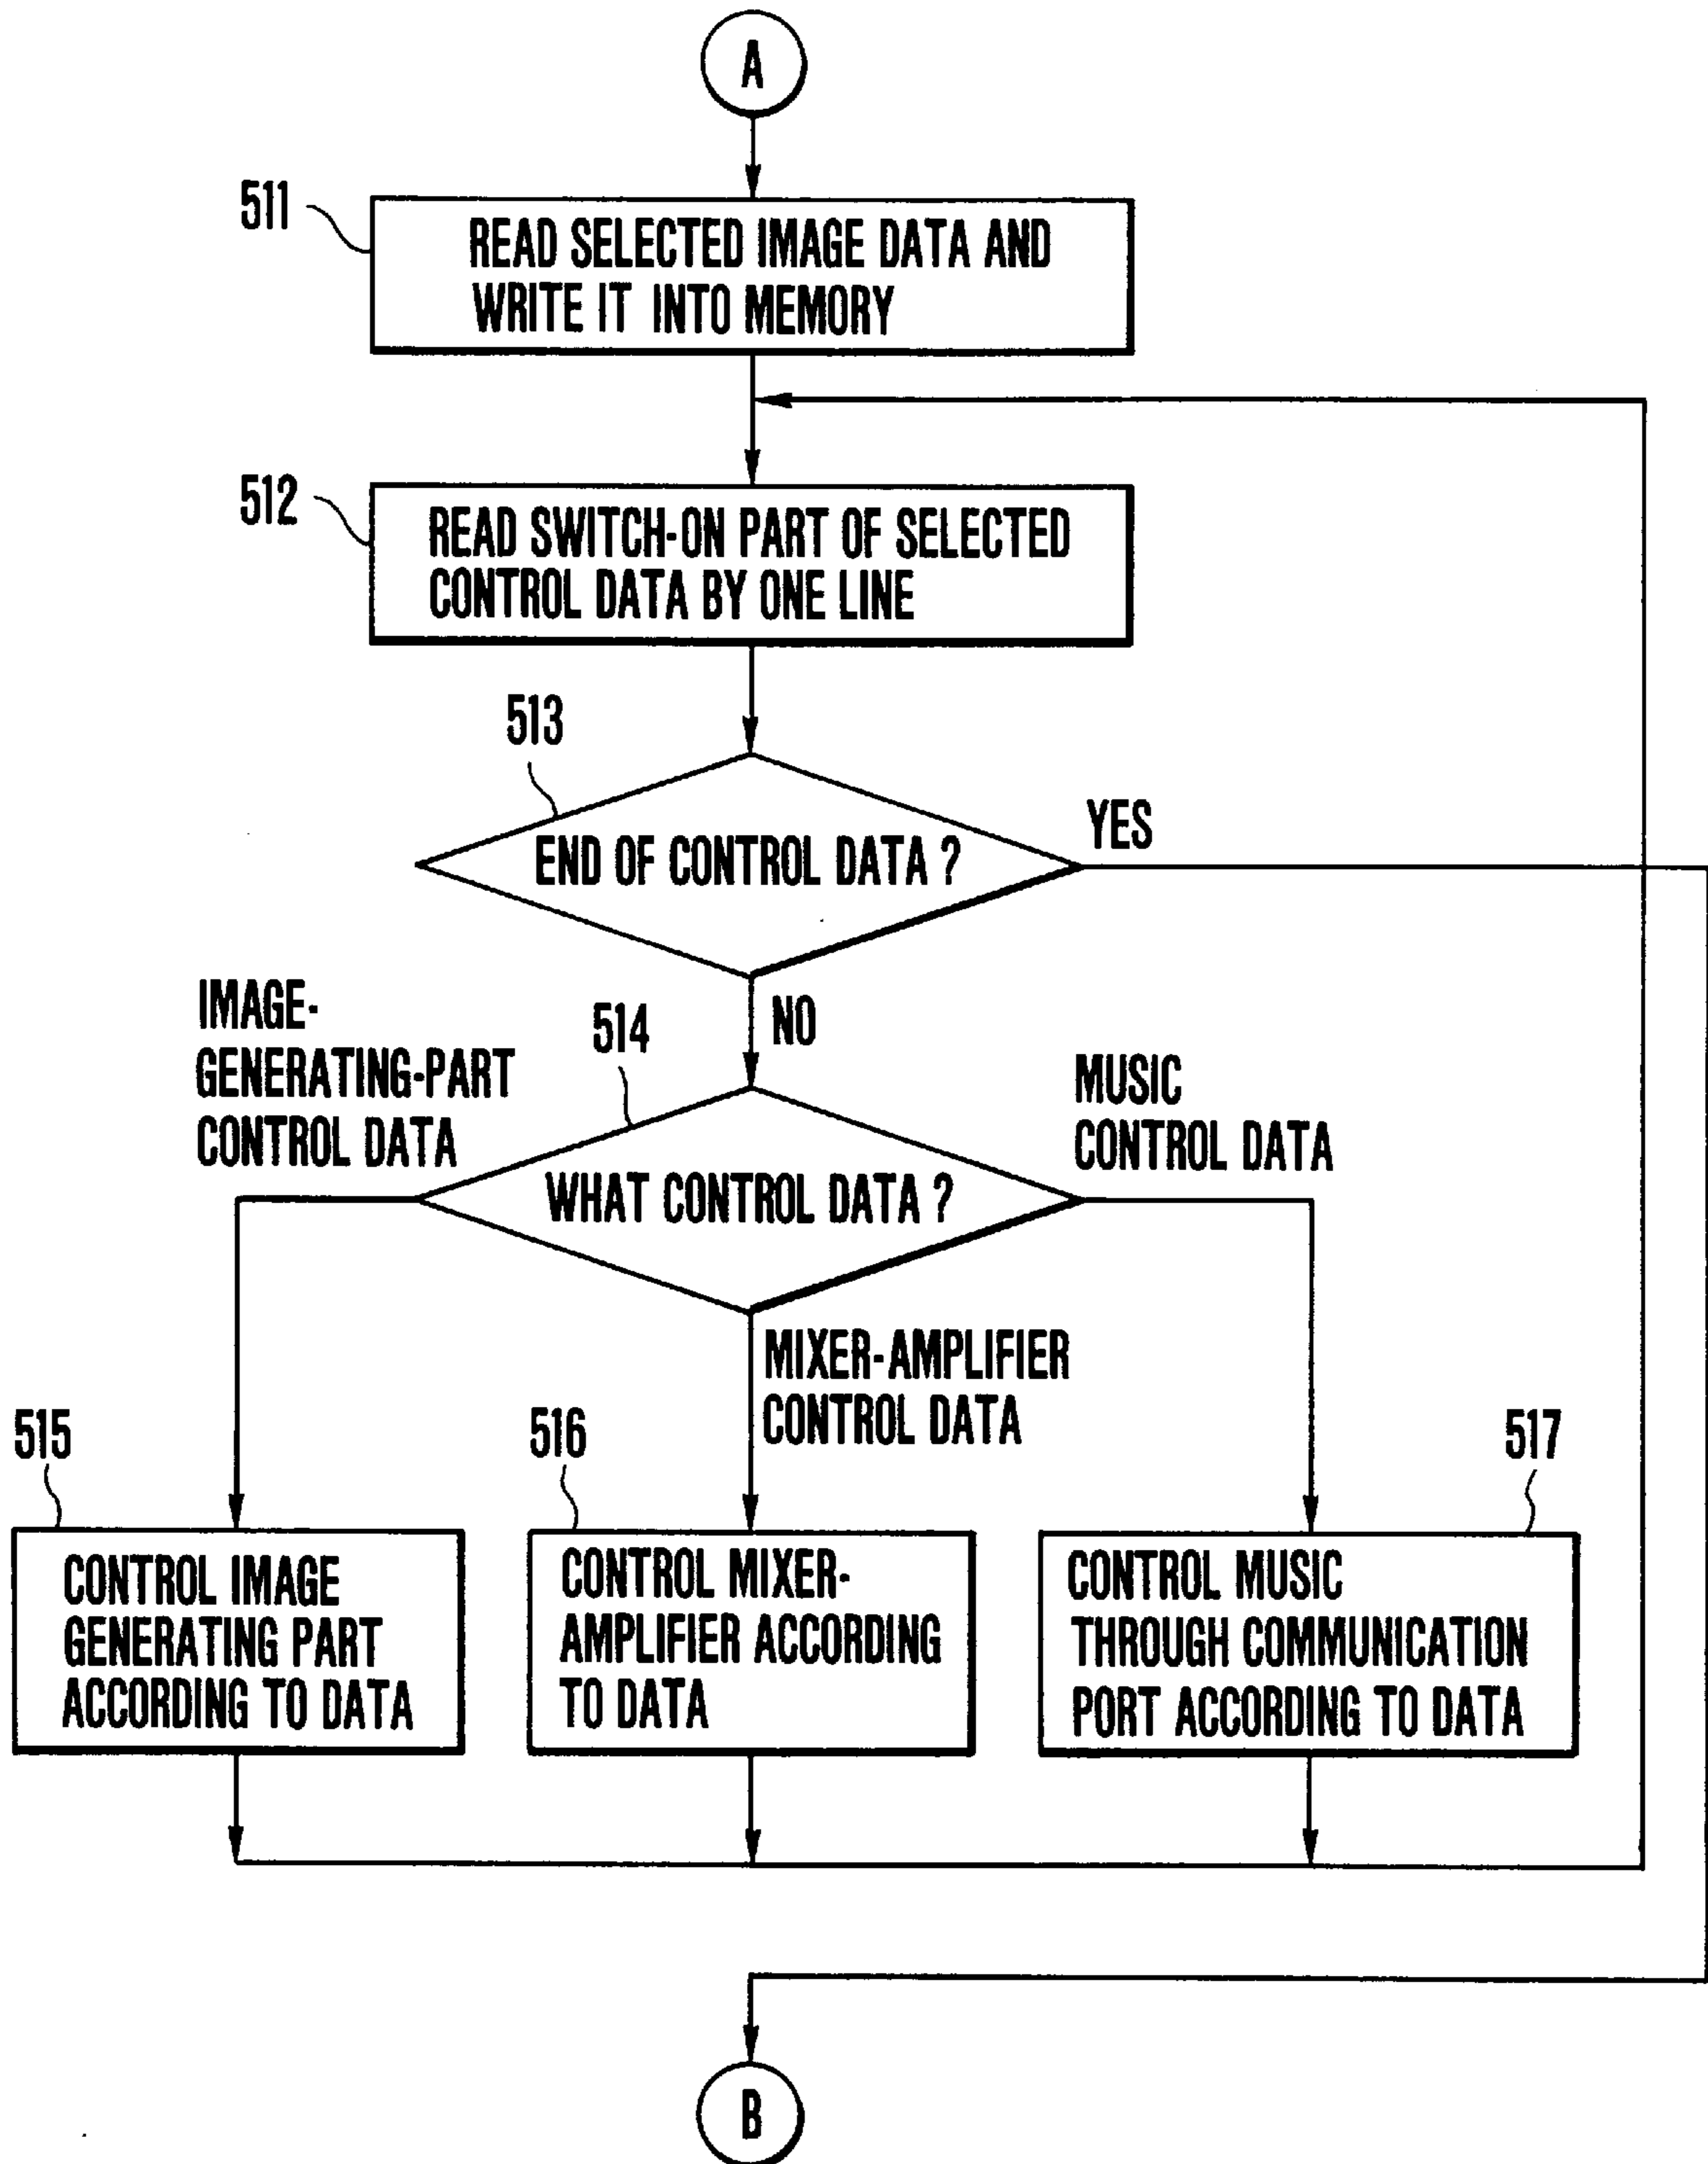 A
511
READ SELECTED IMAGE DATA AND
WRITE IT INTO MEMORY
512
READ SWITCH-ON PART OF SELECTED
CONTROL DATA BY ONE LINE
513
END OF CONTROL DATA ?
YES
NO
IMAGE-
GENERATING-PART
CONTROL DATA
514
WHAT CONTROL DATA ?
MUSIC
CONTROL DATA
MIXER-AMPLIFIER
CONTROL DATA
515
CONTROL IMAGE
GENERATING PART
ACCORDING TO DATA
516
CONTROL MIXER-
AMPLIFIER ACCORDING
TO DATA
517
CONTROL MUSIC
THROUGH COMMUNICATION
PORT ACCORDING TO DATA
B